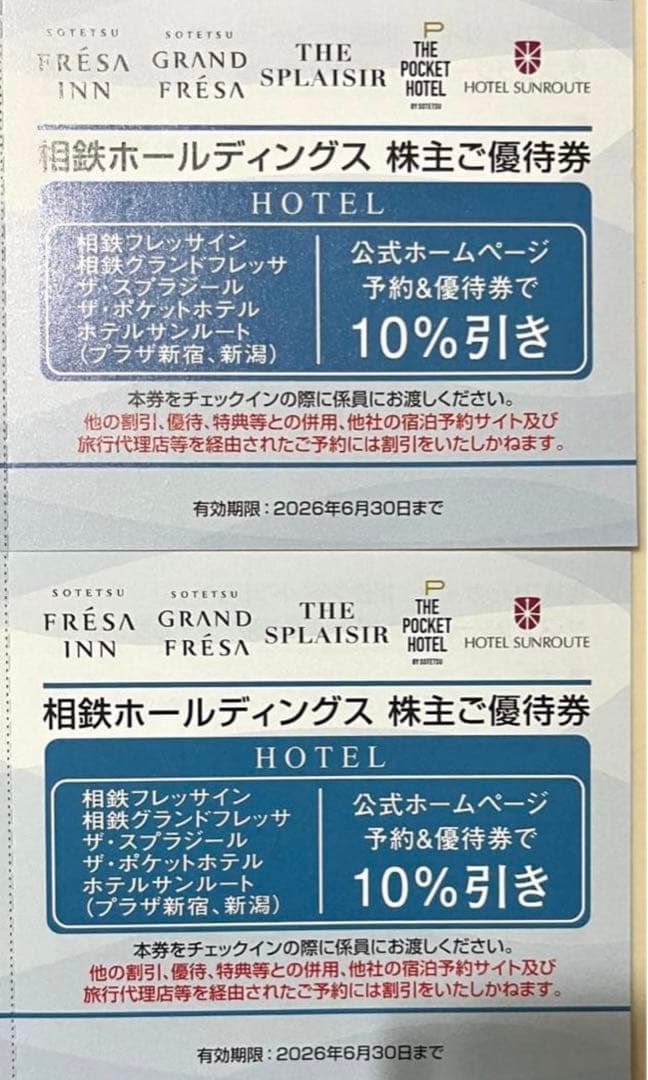 SOTETSU
FRÉSA
INN
SOTETSU
GRAND
FRÉSA
THE
SPLAISIR
P
THE
POCKET
HOTEL
BY SOTETSU
HOTEL SUNROUTE
相鉄ホールディングス 株主ご優待券
HOTEL
相鉄フレッサイン
相鉄グランドフレッサ
ザ・スプラジール
ザ・ポケットホテル
ホテルサンルート
(プラザ新宿、新潟)
公式ホームページ
予約&優待券で
10%引き
本券をチェックインの際に係員にお渡しください。
他の割引、優待、特典等との併用、他社の宿泊予約サイト及び
旅行代理店等を経由されたご予約には割引をいたしかねます。
有効期限：2026年6月30日まで
SOTETSU
FRÉSA
INN
SOTETSU
GRAND
FRÉSA
THE
SPLAISIR
P
THE
POCKET
HOTEL
BY SOTETSU
HOTEL SUNROUTE
相鉄ホールディングス 株主ご優待券
HOTEL
相鉄フレッサイン
相鉄グランドフレッサ
ザ・スプラジール
ザ・ポケットホテル
ホテルサンルート
(プラザ新宿、新潟)
公式ホームページ
予約&優待券で
10%引き
本券をチェックインの際に係員にお渡しください。
他の割引、優待、特典等との併用、他社の宿泊予約サイト及び
旅行代理店等を経由されたご予約には割引をいたしかねます。
有効期限：2026年6月30日まで